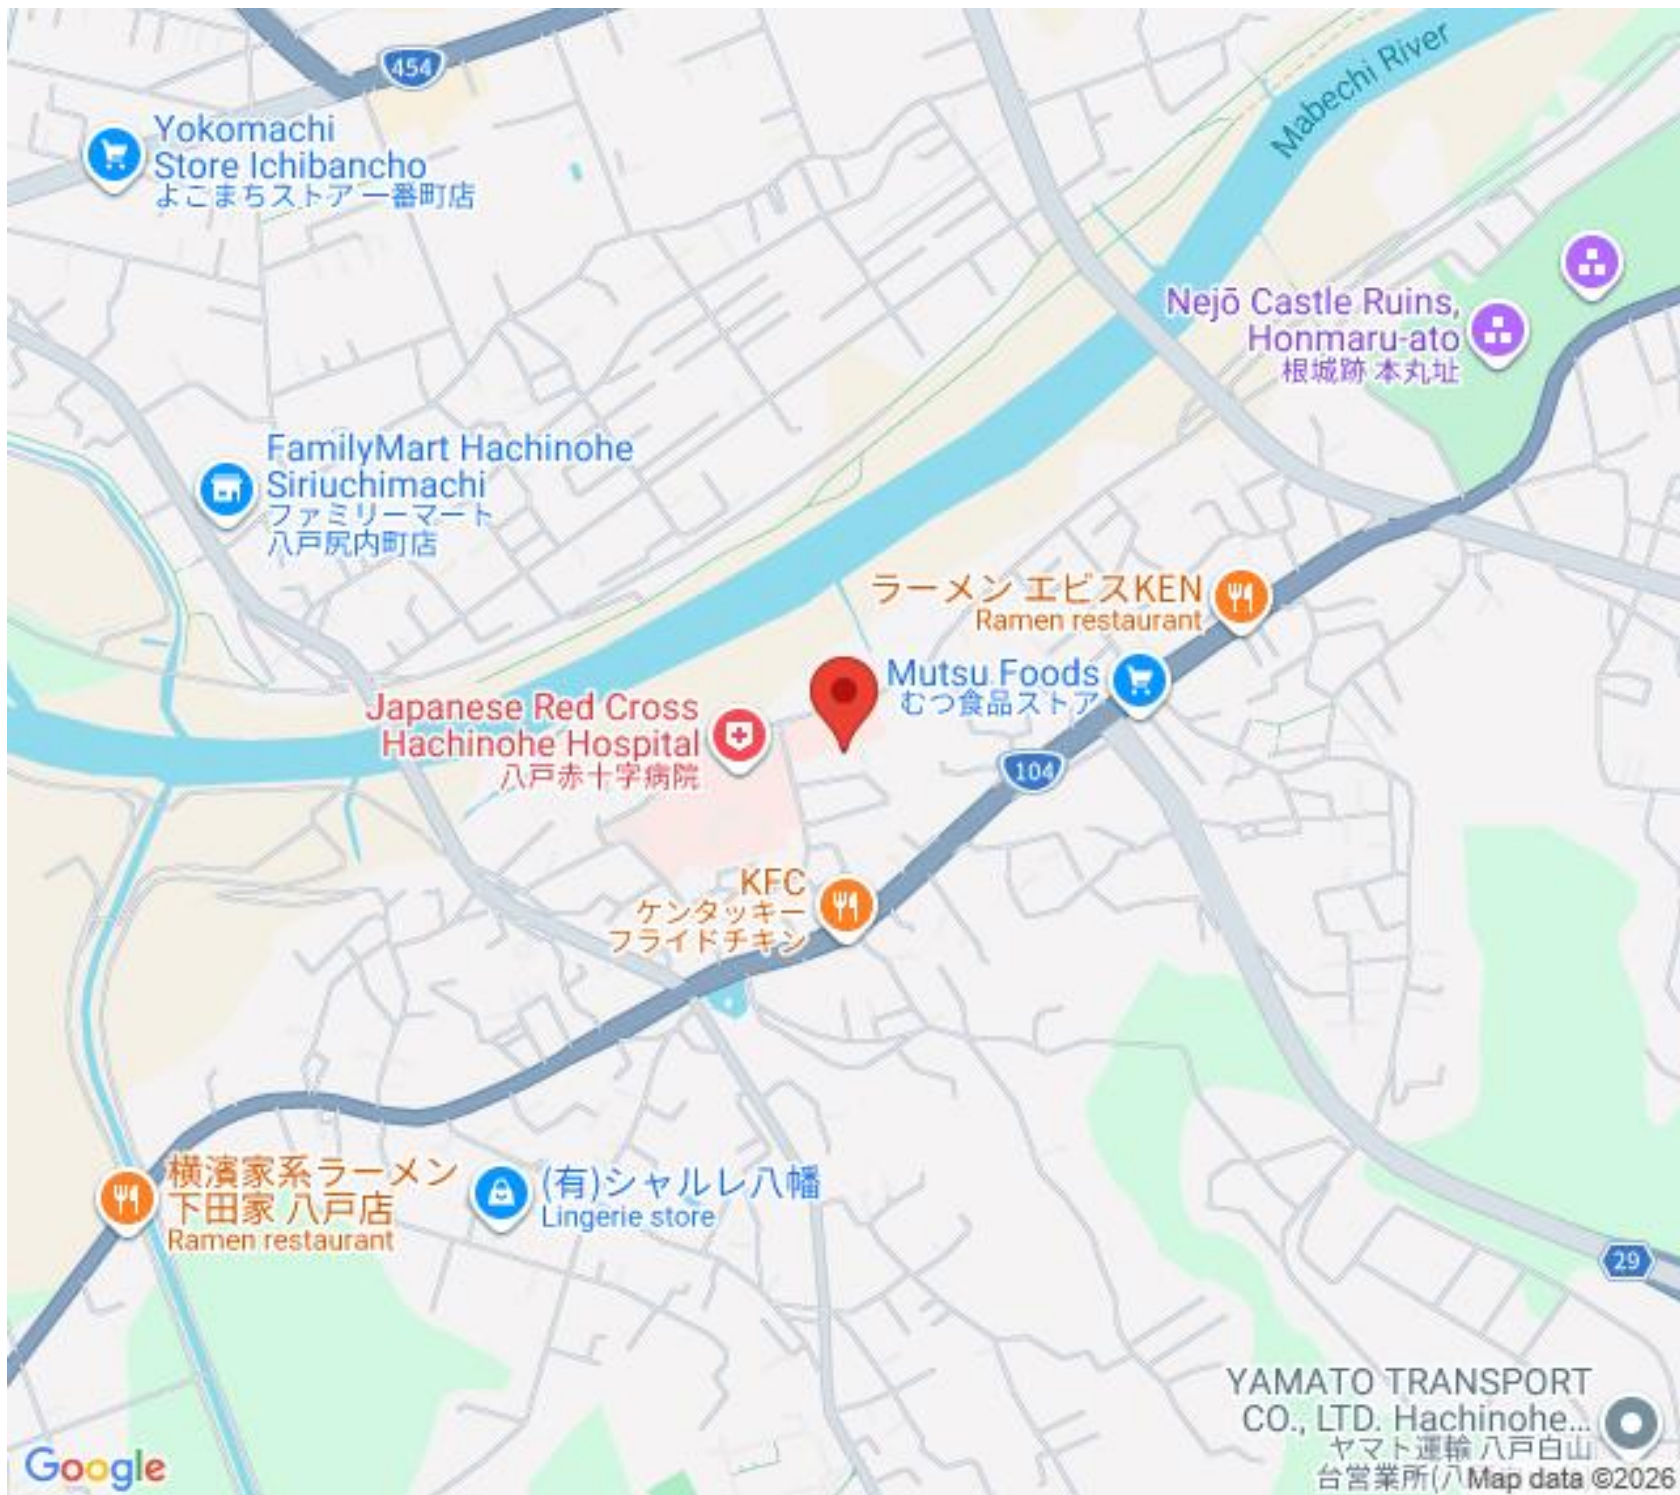 454
Mabechi River
Yokomachi
Store Ichibancho
よこまちストア 一番町店
Nejō Castle Ruins,
Honmaru-ato
根城跡 本丸址
FamilyMart Hachinohe
Siriuchimachi
ファミリーマート
八戸尻内町店
ラーメン エビスKEN
Ramen restaurant
Mutsu Foods
むつ食品ストア
Japanese Red Cross
Hachinohe Hospital
八戸赤十字病院
104
KFC
ケンタッキー
フライドチキン
横濱家系ラーメン
下田家 八戸店
Ramen restaurant
(有)シャルレ八幡
Lingerie store
29
YAMATO TRANSPORT
CO., LTD. Hachinohe...
ヤマト運輸 八戸白山
台営業所(八
Google
Map data ©2026